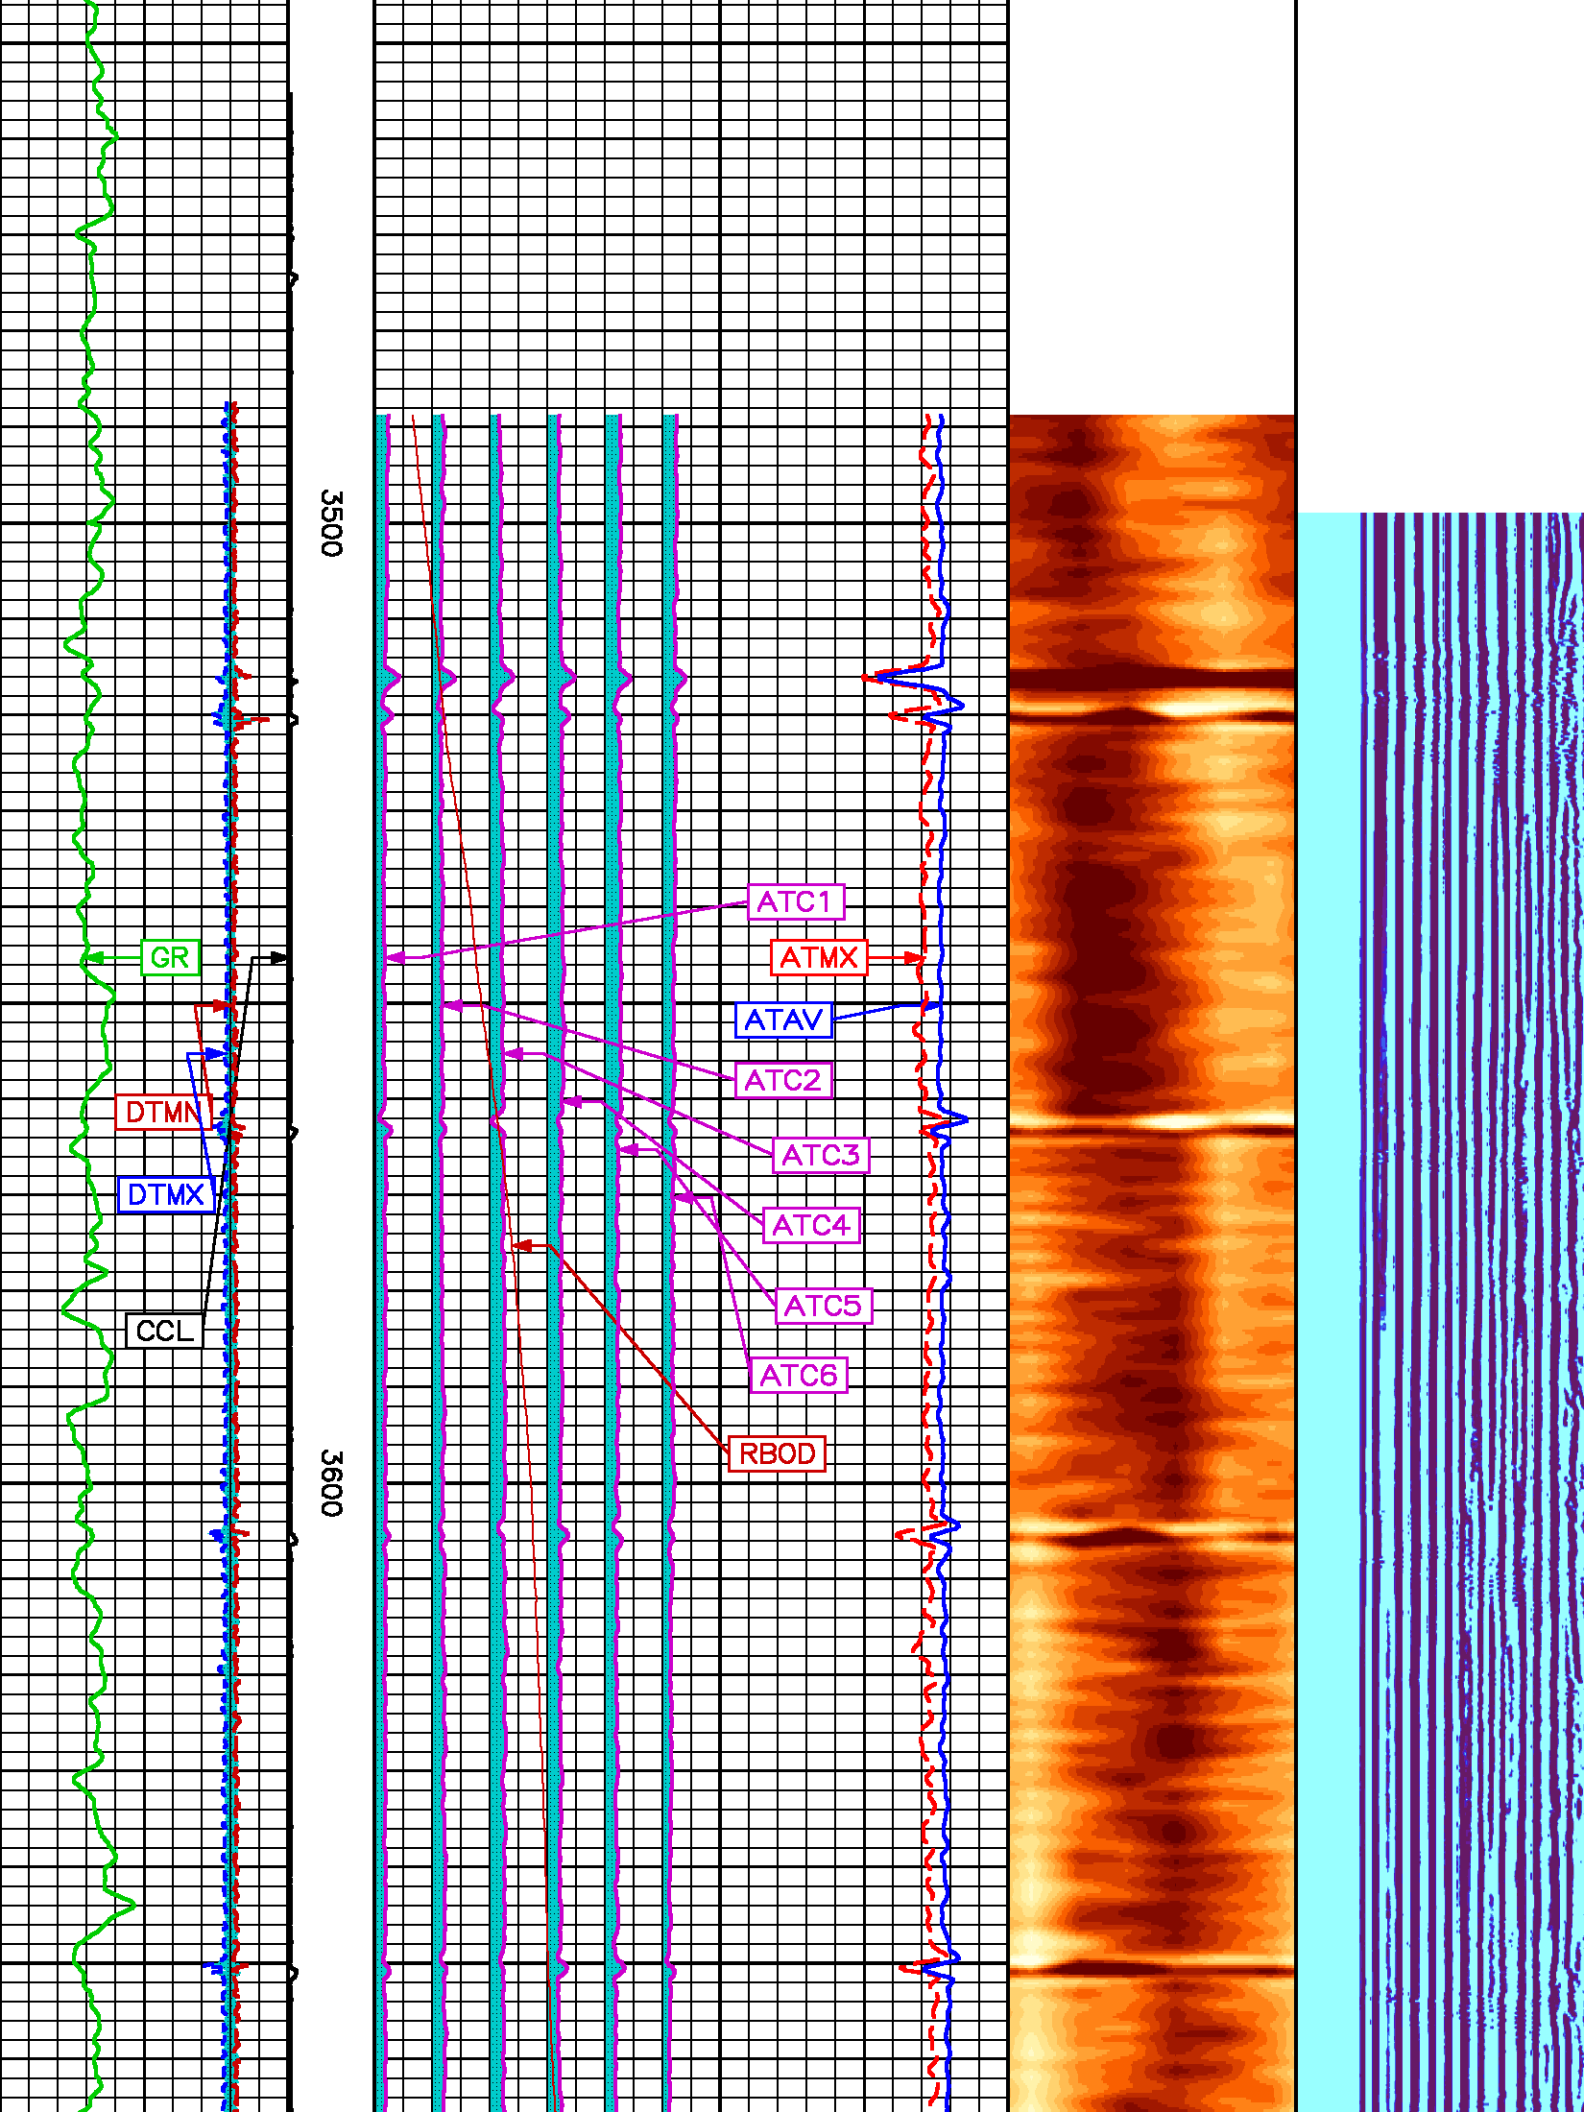 3500
ATC1
GR
ATMX
ATAV
ATC2
DTMN
ATC3
DTMX
ATC4
ATC5
CCL
ATC6
RBOD
3600